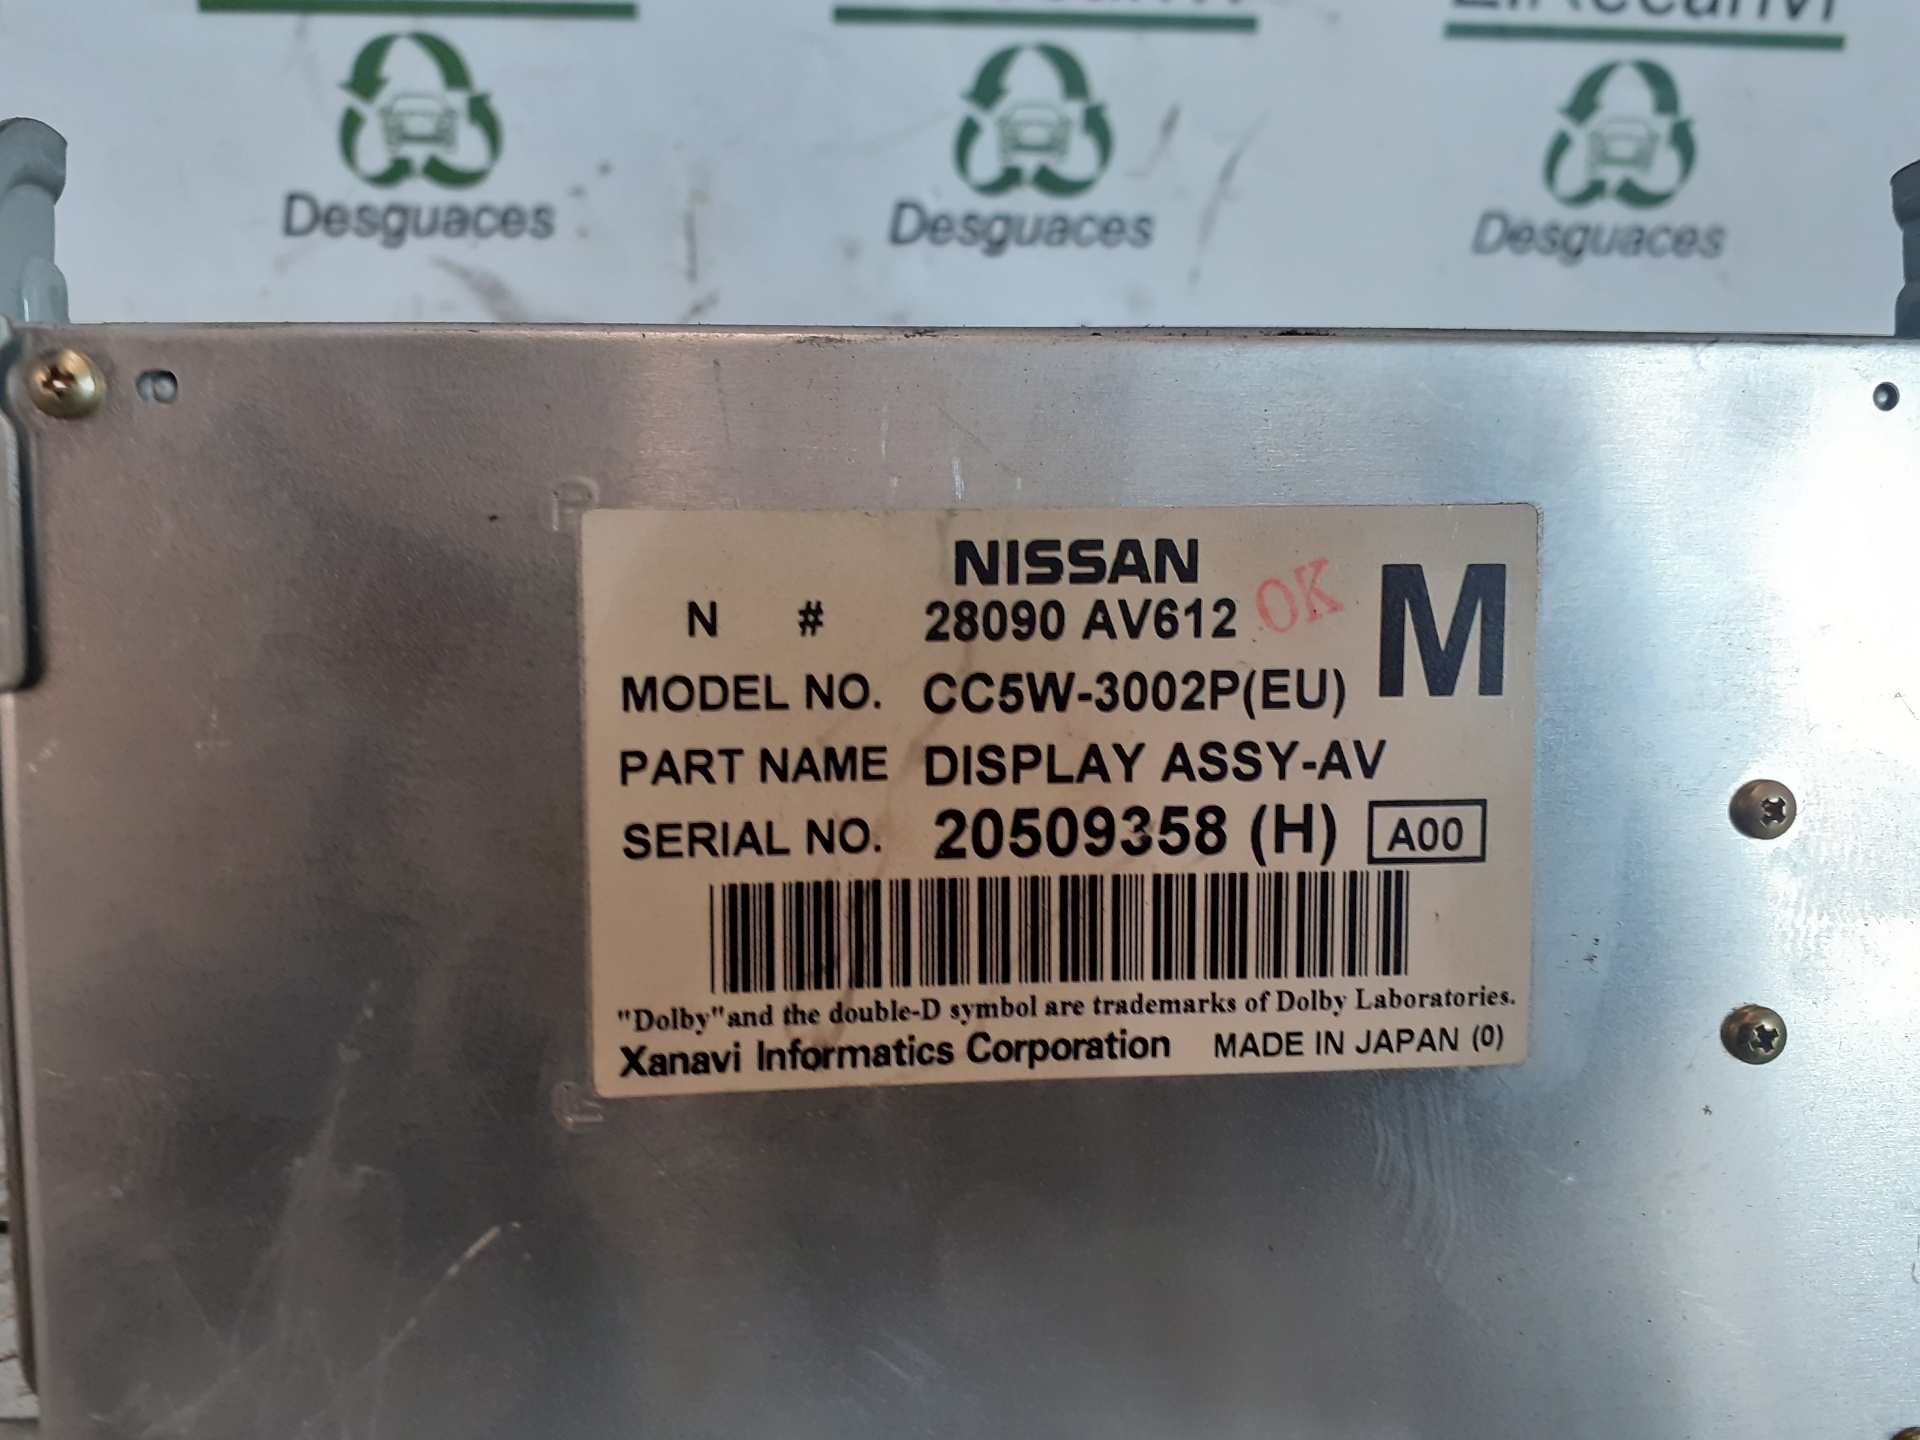 Desguaces Desguaces Desguaces
NISSAN
N # 28090 AV612 OK M
MODEL NO. CC5W-3002P(EU)
PART NAME DISPLAY ASSY-AV
SERIAL NO. 20509358 (H) A00
"Dolby"and the double-D symbol are trademarks of Dolby Laboratories.
Xanavi Informatics Corporation MADE IN JAPAN (0)